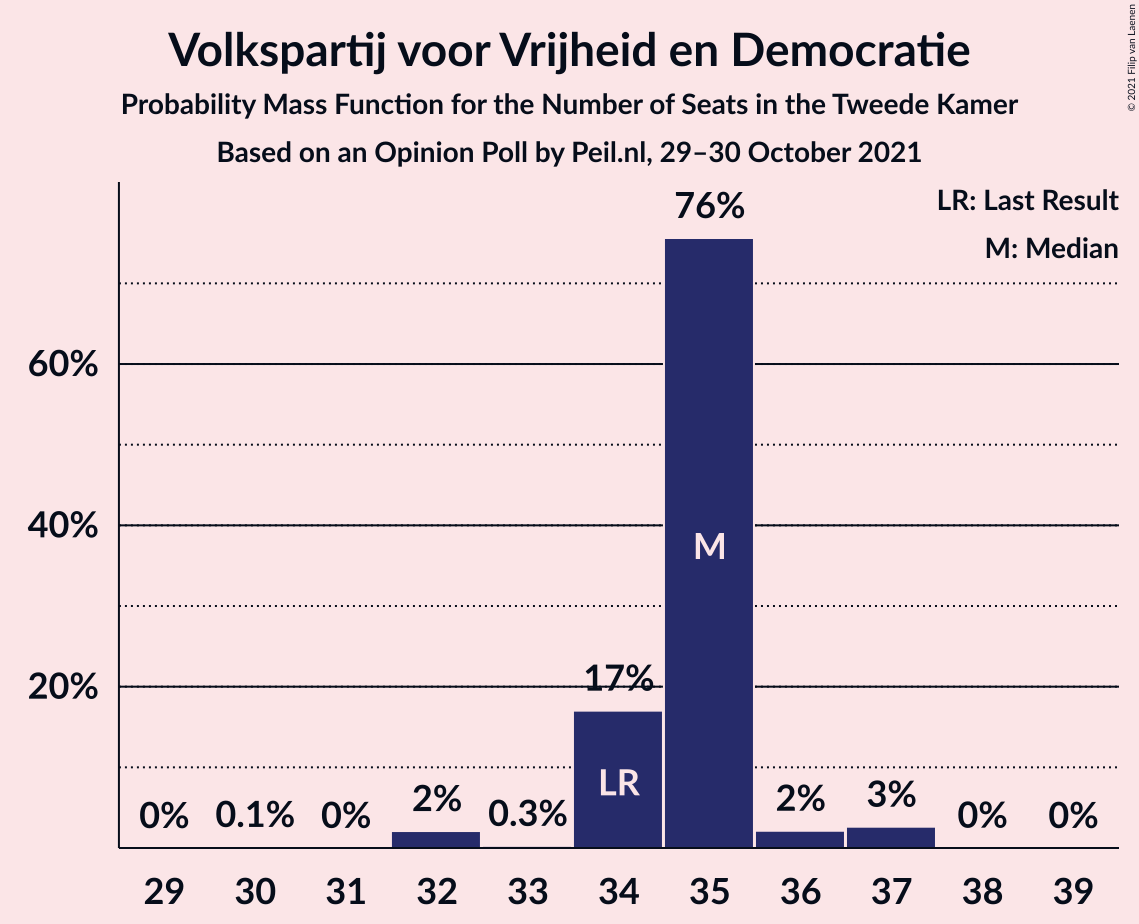 Volkspartij voor Vrijheid en Democratie
Probability Mass Function for the Number of Seats in the Tweede Kamer
Based on an Opinion Poll by Peil.nl, 29–30 October 2021
© 2021 Filip van Laenen
LR: Last Result
M: Median
76%
60%
40%
M
17%
20%
LR
0%
0.1%
0%
2%
0.3%
2%
3%
0%
0%
29 30 31 32 33 34 35 36 37 38 39